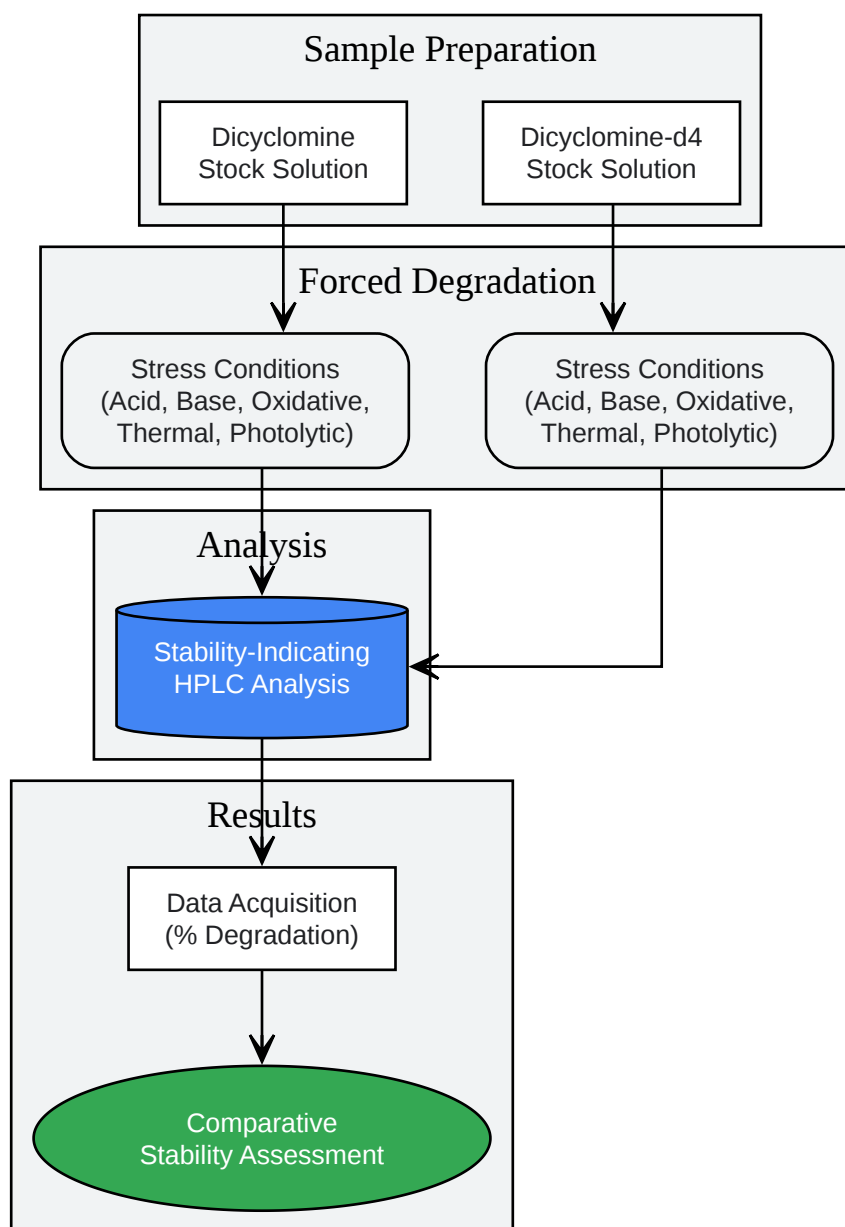 Sample Preparation
Dicyclomine
Stock Solution
Dicyclomine-d4
Stock Solution
Forced Degradation
Stress Conditions
(Acid, Base, Oxidative,
Thermal, Photolytic)
Stress Conditions
(Acid, Base, Oxidative,
Thermal, Photolytic)
Analysis
Stability-Indicating
HPLC Analysis
Results
Data Acquisition
(% Degradation)
Comparative
Stability Assessment